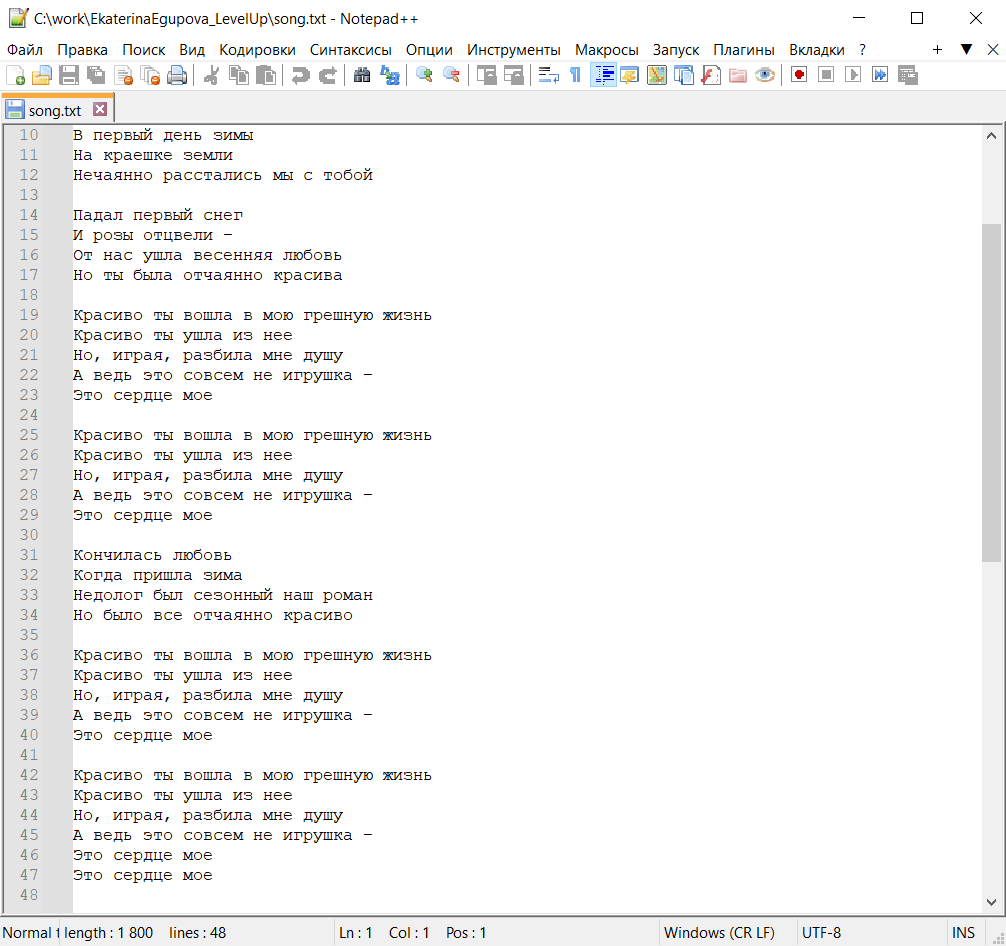 C:\work\EkaterinaEgupova_LevelUp\song.txt - Notepad++
Файл Правка Поиск Вид Кодировки Синтаксисы Опции Инструменты Макросы Запуск Плагины Вкладки ? + ▼ X
song.txt
10 В первый день зимы
11 На краешке земли
12 Нечаянно расстались мы с тобой
13
14 Падал первый снег
15 И розы отцвели -
16 От нас ушла весенняя любовь
17 Но ты была отчаянно красива
18
19 Красиво ты вошла в мою грешную жизнь
20 Красиво ты ушла из нее
21 Но, играя, разбила мне душу
22 А ведь это совсем не игрушка -
23 Это сердце мое
24
25 Красиво ты вошла в мою грешную жизнь
26 Красиво ты ушла из нее
27 Но, играя, разбила мне душу
28 А ведь это совсем не игрушка -
29 Это сердце мое
30
31 Кончилась любовь
32 Когда пришла зима
33 Недолог был сезонный наш роман
34 Но было все отчаянно красиво
35
36 Красиво ты вошла в мою грешную жизнь
37 Красиво ты ушла из нее
38 Но, играя, разбила мне душу
39 А ведь это совсем не игрушка -
40 Это сердце мое
41
42 Красиво ты вошла в мою грешную жизнь
43 Красиво ты ушла из нее
44 Но, играя, разбила мне душу
45 А ведь это совсем не игрушка -
46 Это сердце мое
47 Это сердце мое
48
Normal t length : 1 800 lines : 48 Ln : 1 Col : 1 Pos : 1 Windows (CR LF) UTF-8 INS